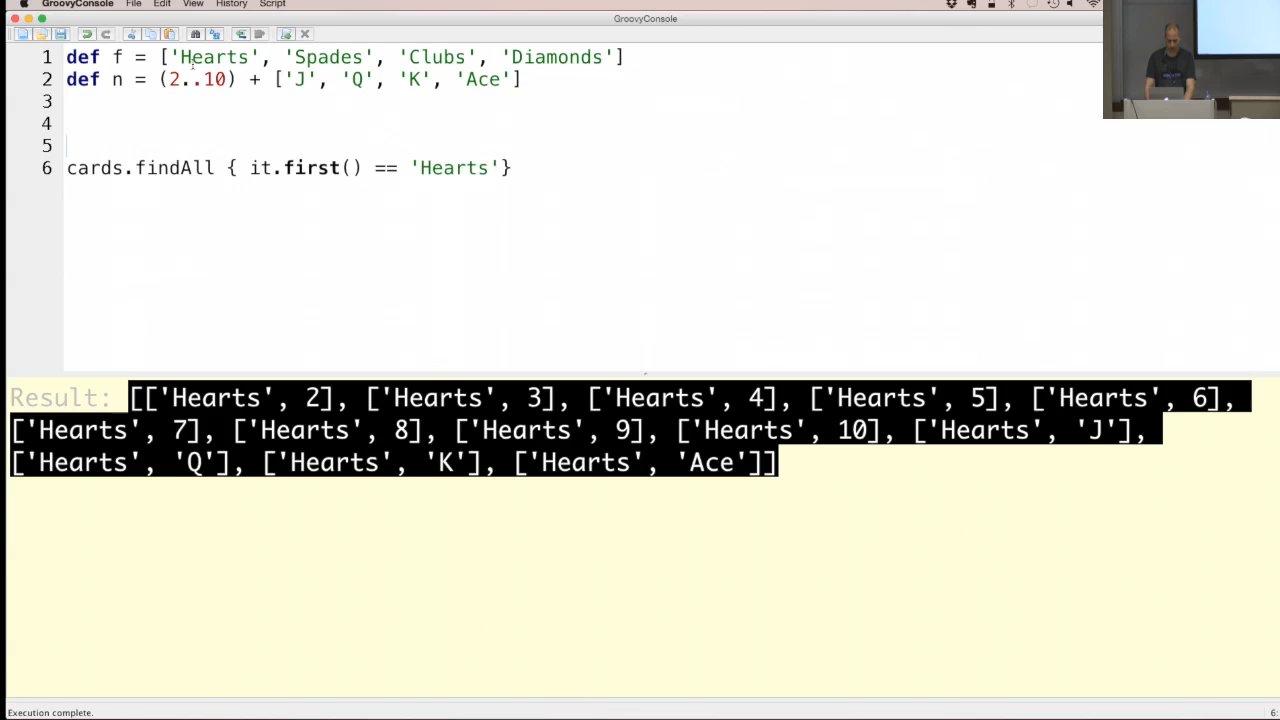 GroovyConsole File Edit View History Script
GroovyConsole
1 def f = ['Hearts', 'Spades', 'Clubs', 'Diamonds']
2 def n = (2..10) + ['J', 'Q', 'K', 'Ace']
3
4
5
6 cards.findAll { it.first() == 'Hearts'}
Result: [['Hearts', 2], ['Hearts', 3], ['Hearts', 4], ['Hearts', 5], ['Hearts', 6],
['Hearts', 7], ['Hearts', 8], ['Hearts', 9], ['Hearts', 10], ['Hearts', 'J'],
['Hearts', 'Q'], ['Hearts', 'K'], ['Hearts', 'Ace']]
Execution complete.
6: